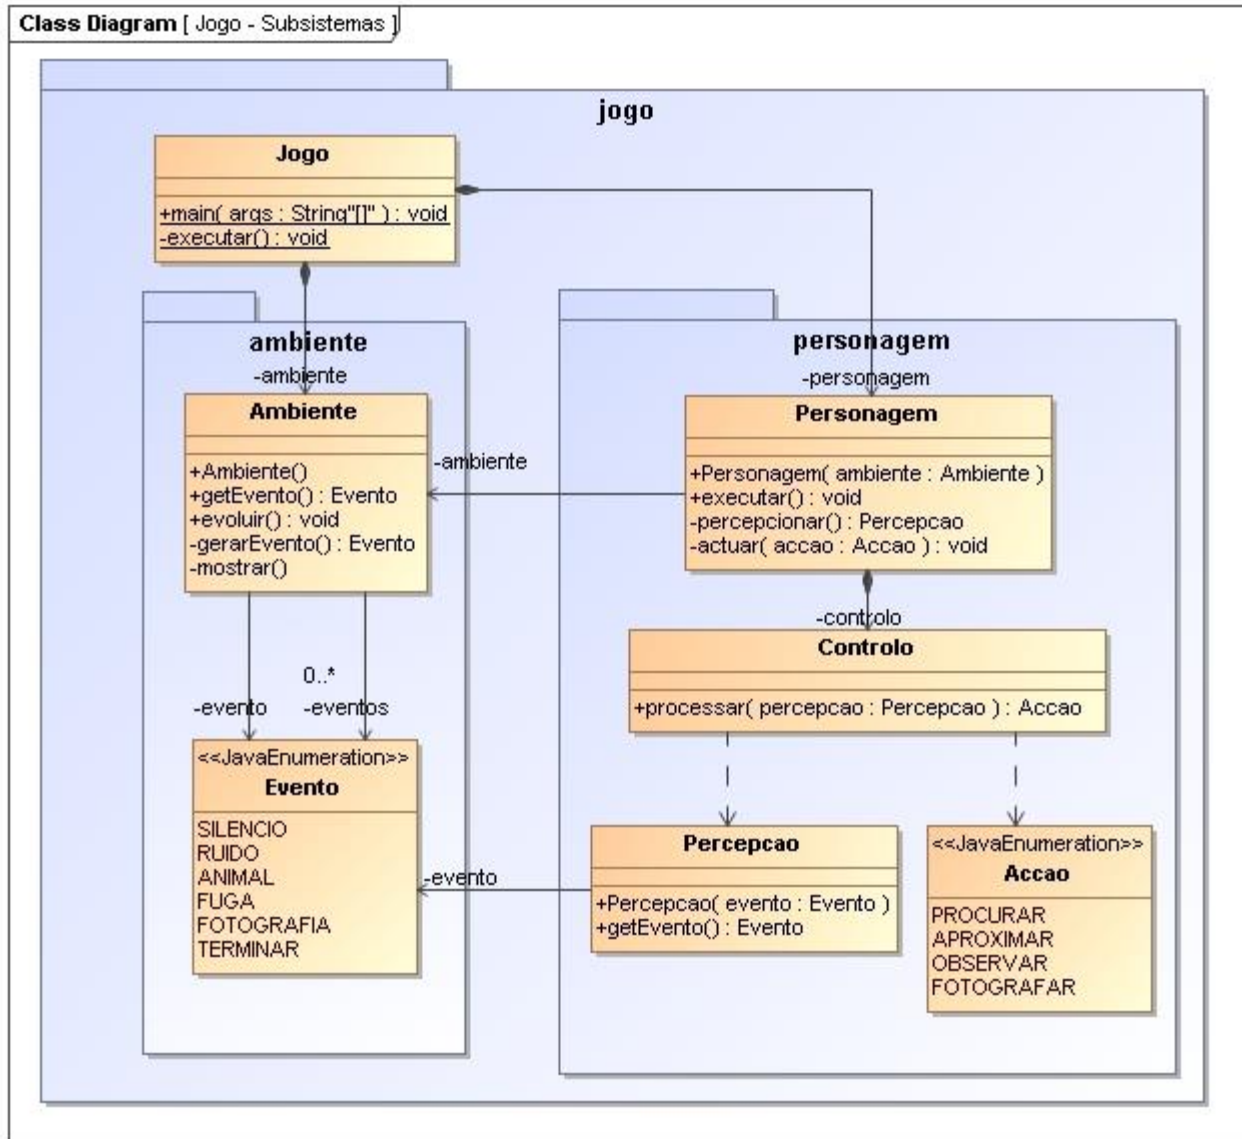 Class Diagram [ Jogo - Subsistemas ]
jogo
Jogo
+main( args : String"[]" ) : void
-executar() : void
ambiente
-ambiente
Ambiente
+Ambiente()
+getEvento() : Evento
+evoluir() : void
-gerarEvento() : Evento
-mostrar()
personagem
-personagem
Personagem
+Personagem( ambiente : Ambiente )
+executar() : void
-percepcionar() : Percepcao
-actuar( accao : Accao ) : void
-ambiente
-controlo
Controlo
+processar( percepcao : Percepcao ) : Accao
0..*
-evento
-eventos
<<JavaEnumeration>>
Evento
SILENCIO
RUIDO
ANIMAL
FUGA
FOTOGRAFIA
TERMINAR
-evento
Percepcao
+Percepcao( evento : Evento )
+getEvento() : Evento
<<JavaEnumeration>>
Accao
PROCURAR
APROXIMAR
OBSERVAR
FOTOGRAFAR